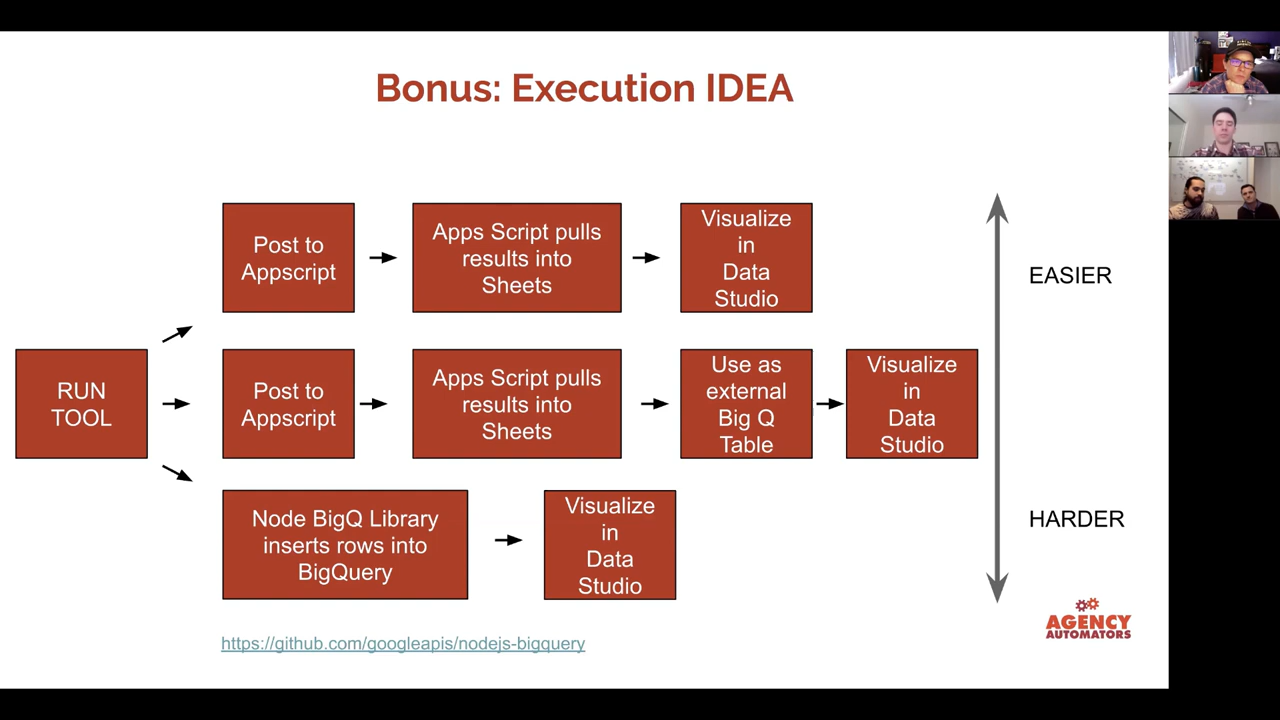 Bonus: Execution IDEA
Post to
Appscript
Apps Script pulls
results into
Sheets
Visualize
in
Data
Studio
EASIER
RUN
TOOL
Post to
Appscript
Apps Script pulls
results into
Sheets
Use as
external
Big Q
Table
Visualize
in
Data
Studio
Node BigQ Library
inserts rows into
BigQuery
Visualize
in
Data
Studio
HARDER
https://github.com/googleapis/nodejs-bigquery
AGENCY
AUTOMATORS